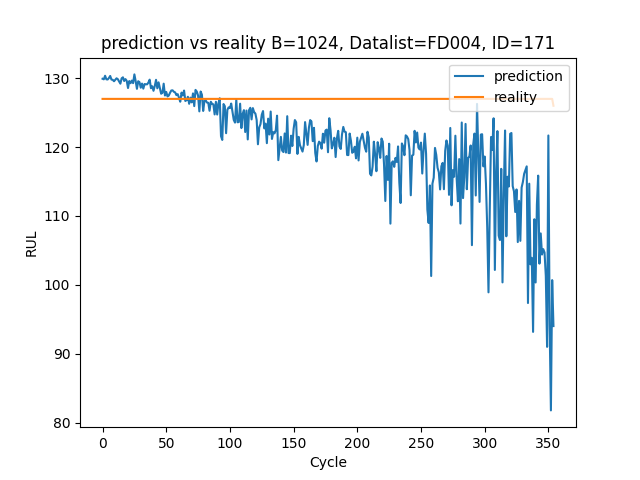 prediction vs reality B=1024, Datalist=FD004, ID=171
prediction
reality
RUL
130
120
110
100
90
80
0 50 100 150 200 250 300 350
Cycle